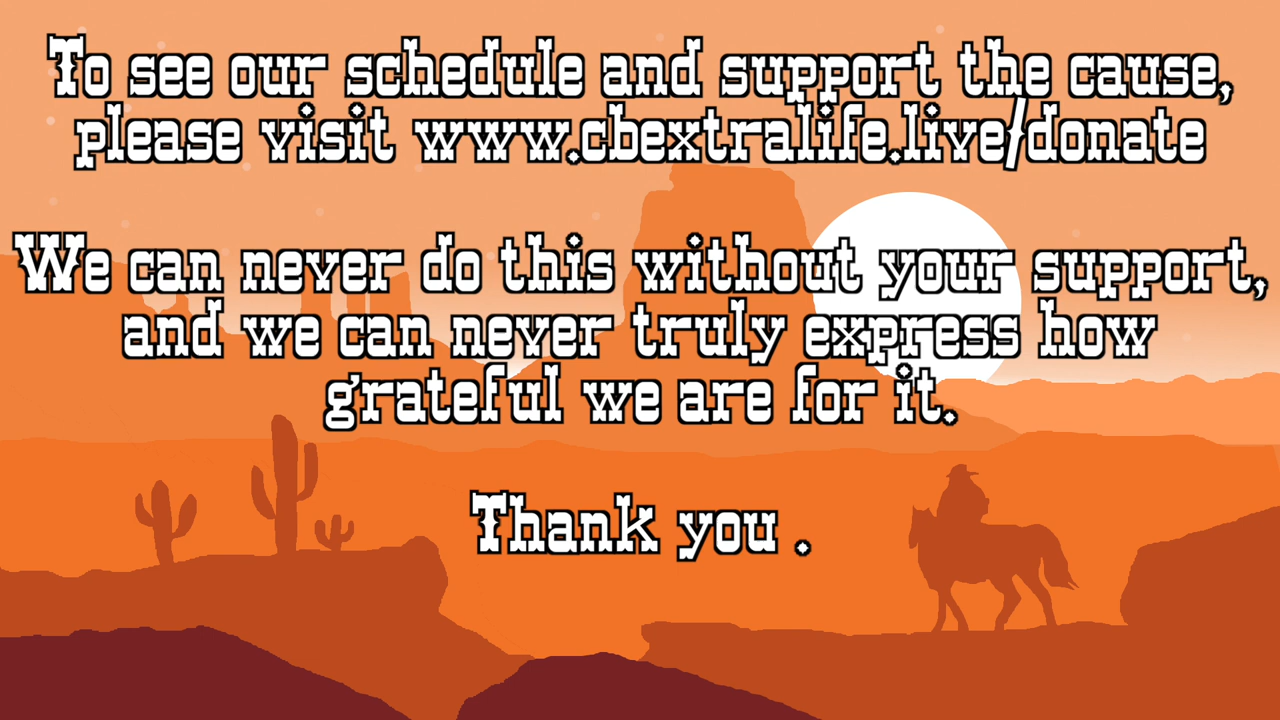 To see our schedule and support the cause,
please visit www.cbextralife.live/donate
We can never do this without your support,
and we can never truly express how
grateful we are for it.
Thank you .